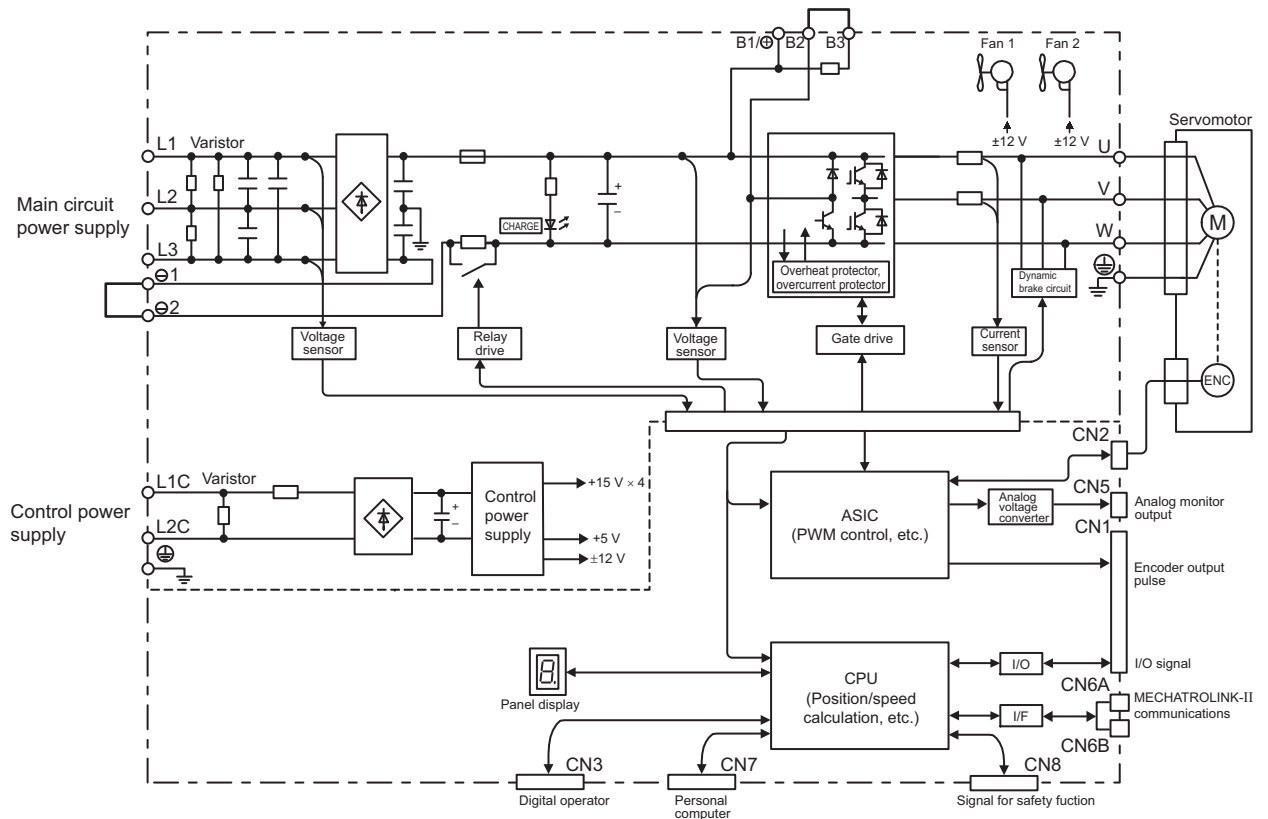 B1/⊕ B2 B3
Fan 1 Fan 2
±12 V ±12 V
Servomotor
L1 Varistor
U
L2
V
Main circuit
power supply
+
–
CHARGE
W
M
L3
⊖1
⊖2
Overheat protector,
overcurrent protector
Dynamic
brake circuit
Voltage
sensor
Relay
drive
Voltage
sensor
Gate drive
Current
sensor
ENC
CN2
L1C Varistor
Control power
supply
L2C
+
–
Control
power
supply
+15 V × 4
+5 V
±12 V
ASIC
(PWM control, etc.)
Analog
voltage
converter
CN5
Analog monitor
output
CN1
Encoder output
pulse
8.
Panel display
CPU
(Position/speed
calculation, etc.)
I/O
I/O signal
CN6A
I/F
MECHATROLINK-II
communications
CN6B
CN3
Digital operator
CN7
Personal
computer
CN8
Signal for safety fuction